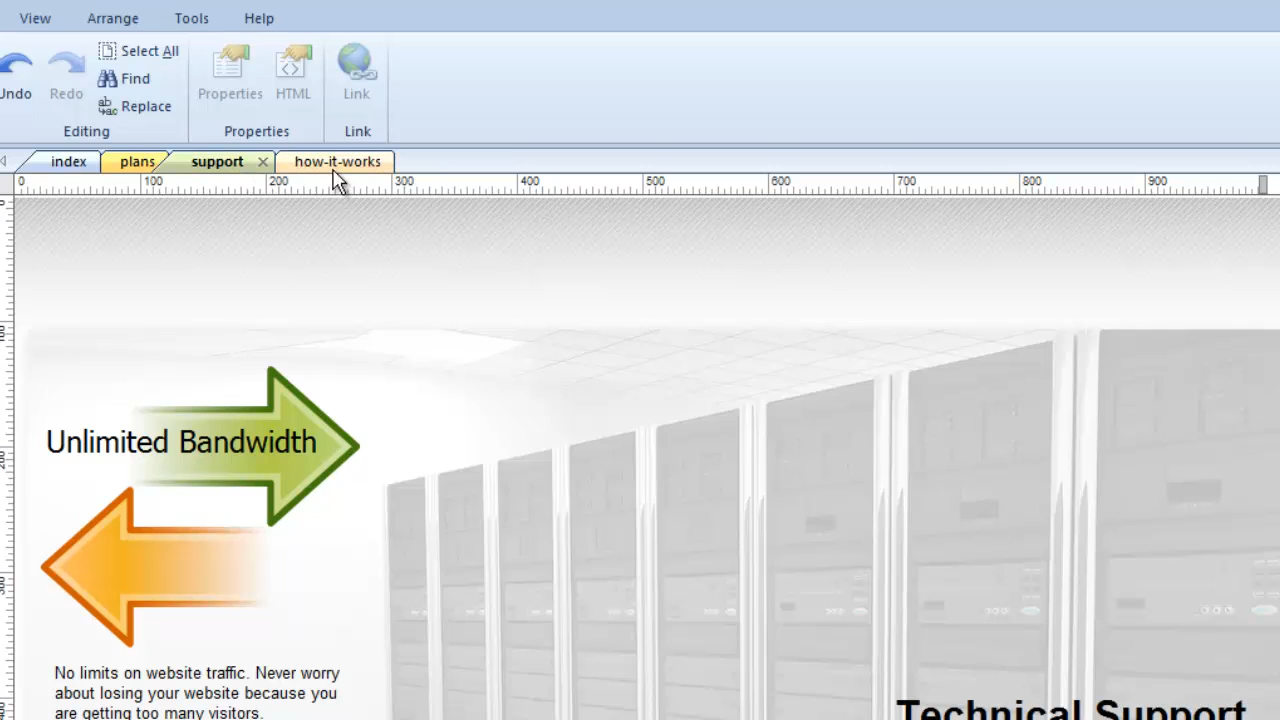 View Arrange Tools Help
Select All
Find
Replace
Undo Redo
Properties HTML Link
Editing Properties Link
index plans support how-it-works
0 100 200 300 400 500 600 700 800 900
Unlimited Bandwidth
No limits on website traffic. Never worry
about losing your website because you
are getting too many visitors.
Technical Support